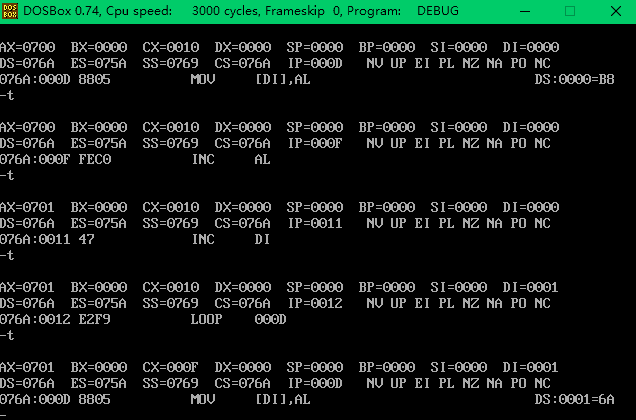 DOSBox 0.74, Cpu speed: 3000 cycles, Frameskip 0, Program: DEBUG
AX=0700 BX=0000 CX=0010 DX=0000 SP=0000 BP=0000 SI=0000 DI=0000
DS=076A ES=075A SS=0769 CS=076A IP=000D NV UP EI PL NZ NA PO NC
076A:000D 8805 MOV [DI],AL DS:0000=B8
-t
AX=0700 BX=0000 CX=0010 DX=0000 SP=0000 BP=0000 SI=0000 DI=0000
DS=076A ES=075A SS=0769 CS=076A IP=000F NV UP EI PL NZ NA PO NC
076A:000F FEC0 INC AL
-t
AX=0701 BX=0000 CX=0010 DX=0000 SP=0000 BP=0000 SI=0000 DI=0000
DS=076A ES=075A SS=0769 CS=076A IP=0011 NV UP EI PL NZ NA PO NC
076A:0011 47 INC DI
-t
AX=0701 BX=0000 CX=0010 DX=0000 SP=0000 BP=0000 SI=0000 DI=0001
DS=076A ES=075A SS=0769 CS=076A IP=0012 NV UP EI PL NZ NA PO NC
076A:0012 E2F9 LOOP 000D
-t
AX=0701 BX=0000 CX=000F DX=0000 SP=0000 BP=0000 SI=0000 DI=0001
DS=076A ES=075A SS=0769 CS=076A IP=000D NV UP EI PL NZ NA PO NC
076A:000D 8805 MOV [DI],AL DS:0001=6A
-